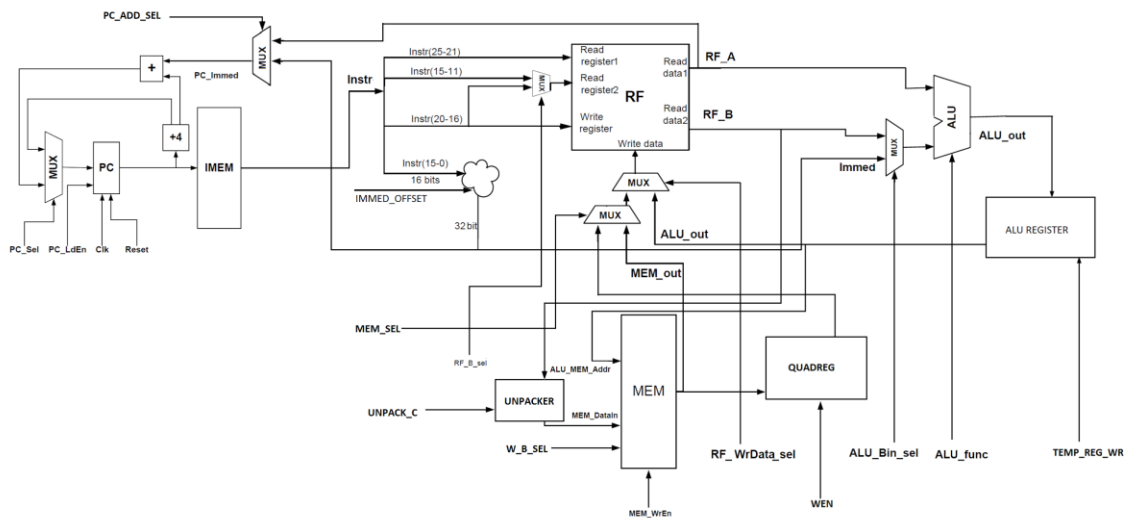 PC_ADD_SEL
MUX
PC_Immed
+
+4
MUX
PC
IMEM
PC_Sel
PC_LdEn
Clk
Reset
Instr
Instr(25-21)
Instr(15-11)
Instr(20-16)
Instr(15-0)
16 bits
IMMED_OFFSET
32bit
MUX
Read
register1
Read
register2
Write
register
RF
Read
data1
Read
data2
Write data
RF_A
RF_B
MUX
MUX
ALU_out
MEM_out
Immed
MUX
ALU
ALU_out
ALU REGISTER
MEM_SEL
RF_B_sel
ALU_MEM_Addr
UNPACKER
UNPACK_C
MEM_DataIn
W_B_SEL
MEM
MEM_WrEn
QUADREG
RF_WrData_sel
WEN
ALU_Bin_sel
ALU_func
TEMP_REG_WR